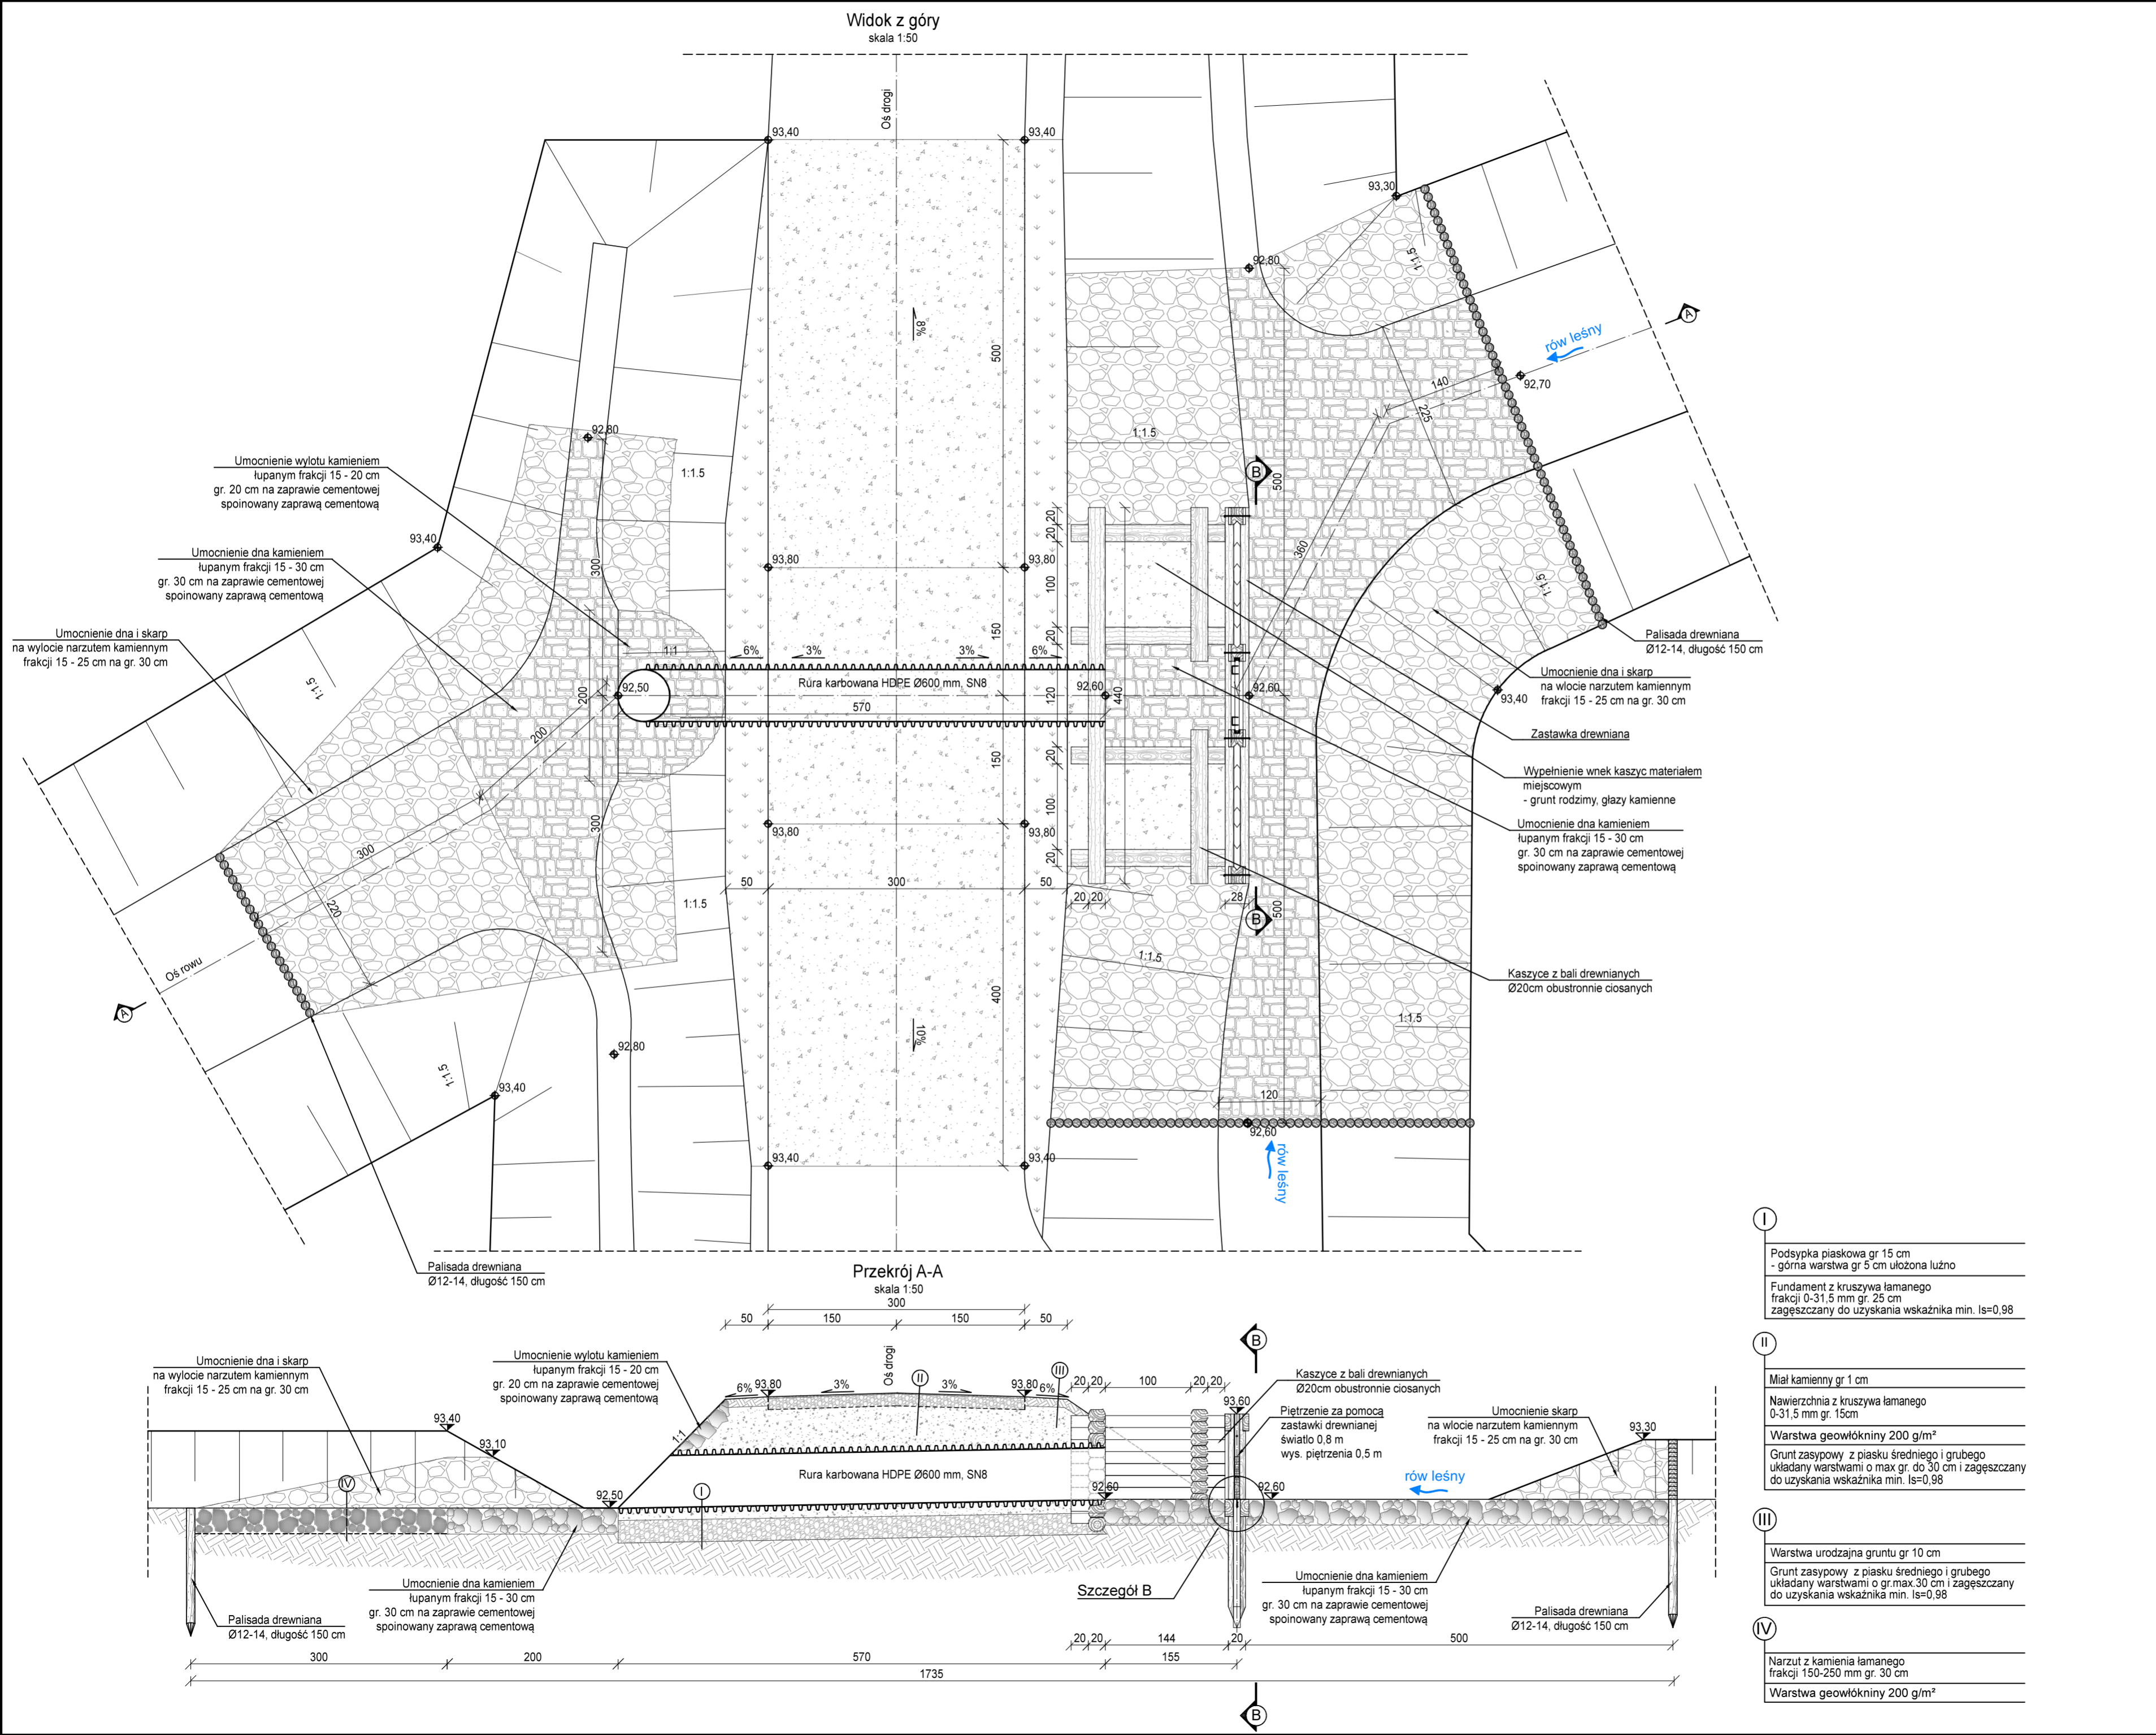 Widok z góry
skala 1:50
Oś drogi
93,40
93,40
93,30
1:1.5
92,80
8%
500
rów leśny
A
92,70
140
225
1:1.5
92,80
1:1.5
B
500
Umocnienie wylotu kamieniem
łupanym frakcji 15 - 20 cm
gr. 20 cm na zaprawie cementowej
spoinowany zaprawą cementową
93,40
Umocnienie dna kamieniem
łupanym frakcji 15 - 30 cm
gr. 30 cm na zaprawie cementowej
spoinowany zaprawą cementową
300
93,80
93,80
20
20
100
20
360
1:1.5
Umocnienie dna i skarp
na wylocie narzutem kamiennym
frakcji 15 - 25 cm na gr. 30 cm
1:1.5
1:1
6%
3%
3%
6%
150
Rura karbowana HDPE Ø600 mm, SN8
92,50
570
92,60
120
440
92,60
200
200
150
Palisada drewniana
Ø12-14, długość 150 cm
Umocnienie dna i skarp
na wlocie narzutem kamiennym
frakcji 15 - 25 cm na gr. 30 cm
93,40
Zastawka drewniana
Wypełnienie wnek kaszyc materiałem
miejscowym
- grunt rodzimy, głazy kamienne
Umocnienie dna kamieniem
łupanym frakcji 15 - 30 cm
gr. 30 cm na zaprawie cementowej
spoinowany zaprawą cementową
20
100
20
93,80
93,80
300
300
220
50
300
50
20
20
28
500
B
1:1.5
1:1.5
Kaszyce z bali drewnianych
Ø20cm obustronnie ciosanych
Oś rowu
A
400
10%
1:1.5
92,80
1:1.5
93,40
120
92,60
93,40
93,40
rów leśny
Palisada drewniana
Ø12-14, długość 150 cm
Przekrój A-A
skala 1:50
300
50
150
150
50
Oś drogi
B
Umocnienie dna i skarp
na wylocie narzutem kamiennym
frakcji 15 - 25 cm na gr. 30 cm
Umocnienie wylotu kamieniem
łupanym frakcji 15 - 20 cm
gr. 20 cm na zaprawie cementowej
spoinowany zaprawą cementową
6%
93,80
3%
II
3%
93,80
6%
III
20
20
100
20
20
93,60
Kaszyce z bali drewnianych
Ø20cm obustronnie ciosanych
Piętrzenie za pomocą
zastawki drewnianej
światlo 0,8 m
wys. piętrzenia 0,5 m
Umocnienie skarp
na wlocie narzutem kamiennym
frakcji 15 - 25 cm na gr. 30 cm
93,30
93,40
93,10
1:1
Rura karbowana HDPE Ø600 mm, SN8
IV
92,50
I
92,60
92,60
rów leśny
Umocnienie dna kamieniem
łupanym frakcji 15 - 30 cm
gr. 30 cm na zaprawie cementowej
spoinowany zaprawą cementową
Szczegół B
Umocnienie dna kamieniem
łupanym frakcji 15 - 30 cm
gr. 30 cm na zaprawie cementowej
spoinowany zaprawą cementową
Palisada drewniana
Ø12-14, długość 150 cm
Palisada drewniana
Ø12-14, długość 150 cm
20
20
144
20
500
300
200
570
155
1735
B
I
Podsypka piaskowa gr 15 cm
- górna warstwa gr 5 cm ułożona luźno
Fundament z kruszywa łamanego
frakcji 0-31,5 mm gr. 25 cm
zagęszczany do uzyskania wskaźnika min. Is=0,98
II
Miał kamienny gr 1 cm
Nawierzchnia z kruszywa łamanego
0-31,5 mm gr. 15cm
Warstwa geowłókniny 200 g/m²
Grunt zasypowy z piasku średniego i grubego
układany warstwami o max gr. do 30 cm i zagęszczany
do uzyskania wskaźnika min. Is=0,98
III
Warstwa urodzajna gruntu gr 10 cm
Grunt zasypowy z piasku średniego i grubego
układany warstwami o gr.max.30 cm i zagęszczany
do uzyskania wskaźnika min. Is=0,98
IV
Narzut z kamienia łamanego
frakcji 150-250 mm gr. 30 cm
Warstwa geowłókniny 200 g/m²